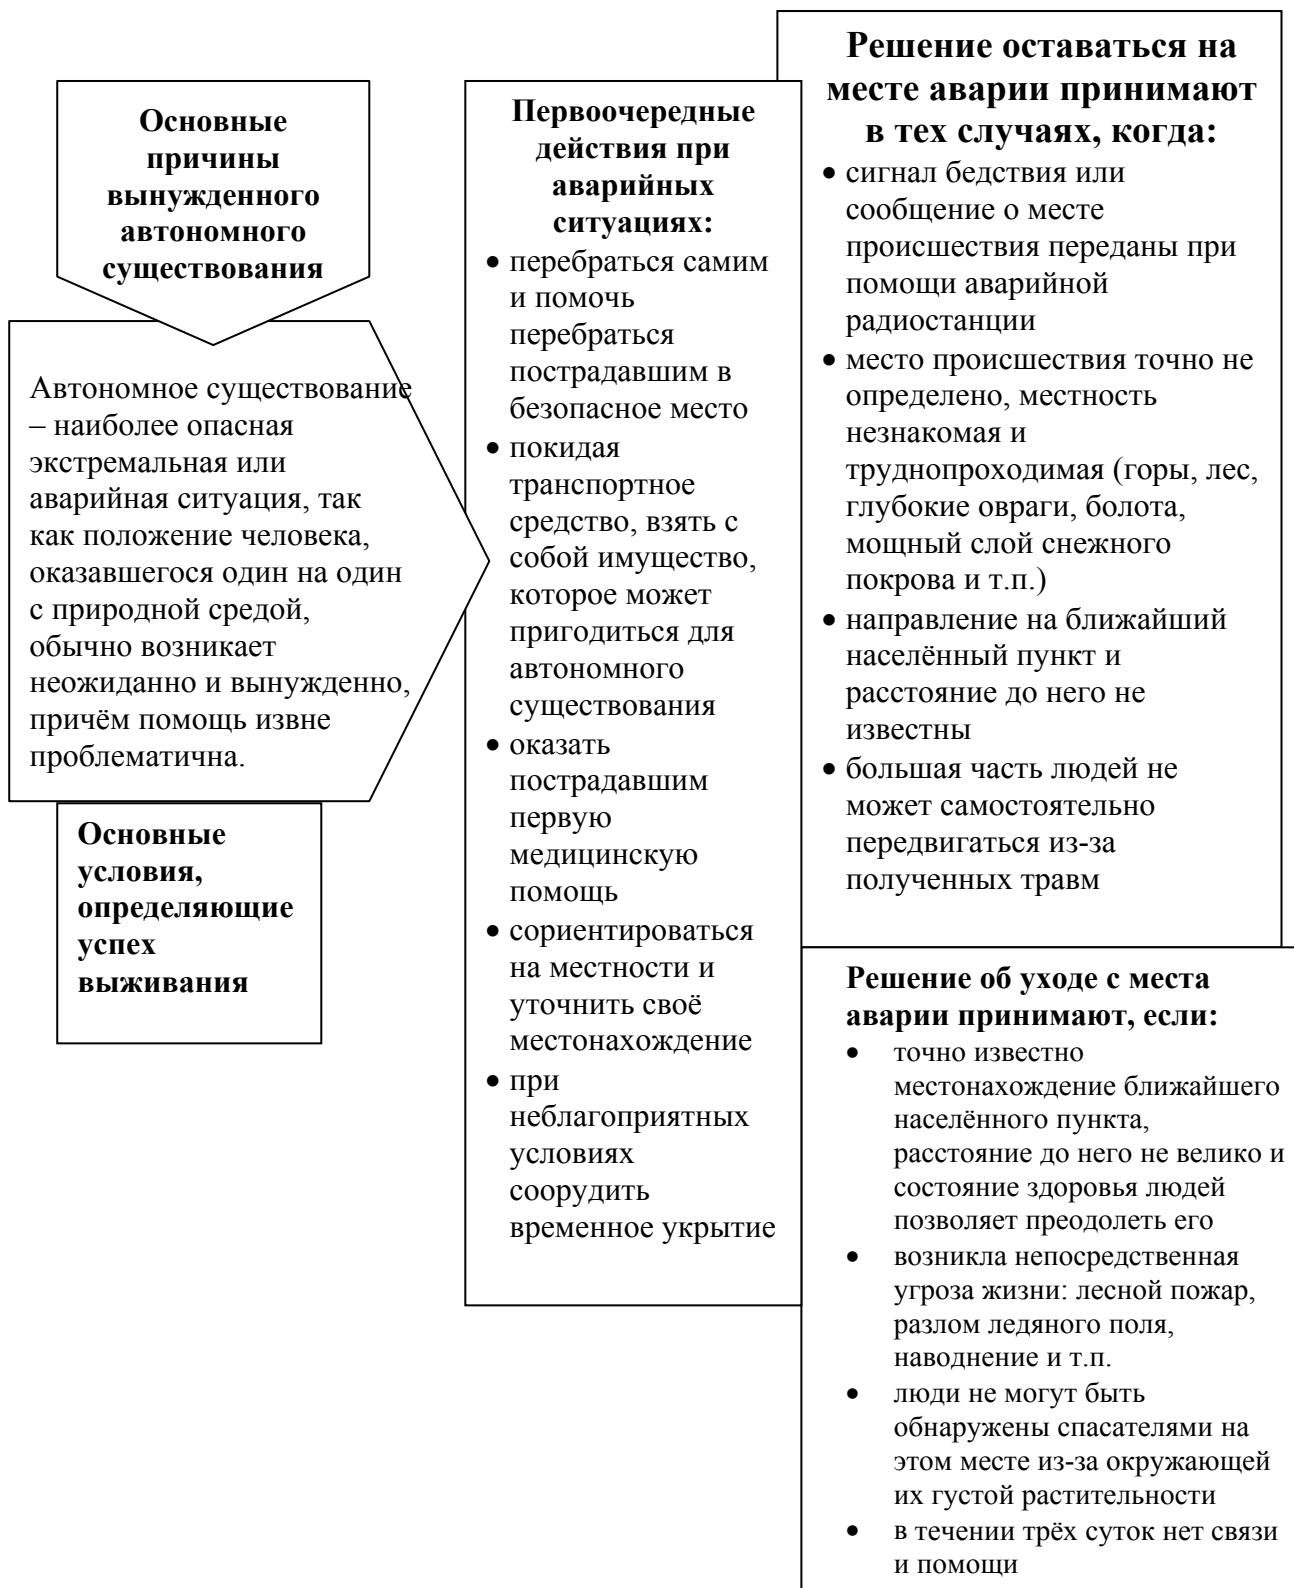 Основные
причины
вынужденного
автономного
существования
Автономное существование
– наиболее опасная
экстремальная или
аварийная ситуация, так
как положение человека,
оказавшегося один на один
с природной средой,
обычно возникает
неожиданно и вынужденно,
причём помощь извне
проблематична.
Основные
условия,
определяющие
успех
выживания
Первоочередные
действия при
аварийных
ситуациях:
• перебраться самим
и помочь
перебраться
пострадавшим в
безопасное место
• покидая
транспортное
средство, взять с
собой имущество,
которое может
пригодиться для
автономного
существования
• оказать
пострадавшим
первую
медицинскую
помощь
• сориентироваться
на местности и
уточнить своё
местонахождение
• при
неблагоприятных
условиях
соорудить
временное укрытие
Решение оставаться на
месте аварии принимают
в тех случаях, когда:
• сигнал бедствия или
сообщение о месте
происшествия переданы при
помощи аварийной
радиостанции
• место происшествия точно не
определено, местность
незнакомая и
труднопроходимая (горы, лес,
глубокие овраги, болота,
мощный слой снежного
покрова и т.п.)
• направление на ближайший
населённый пункт и
расстояние до него не
известны
• большая часть людей не
может самостоятельно
передвигаться из-за
полученных травм
Решение об уходе с места
аварии принимают, если:
• точно известно
местонахождение ближайшего
населённого пункта,
расстояние до него не велико и
состояние здоровья людей
позволяет преодолеть его
• возникла непосредственная
угроза жизни: лесной пожар,
разлом ледяного поля,
наводнение и т.п.
• люди не могут быть
обнаружены спасателями на
этом месте из-за окружающей
их густой растительности
• в течении трёх суток нет связи
и помощи